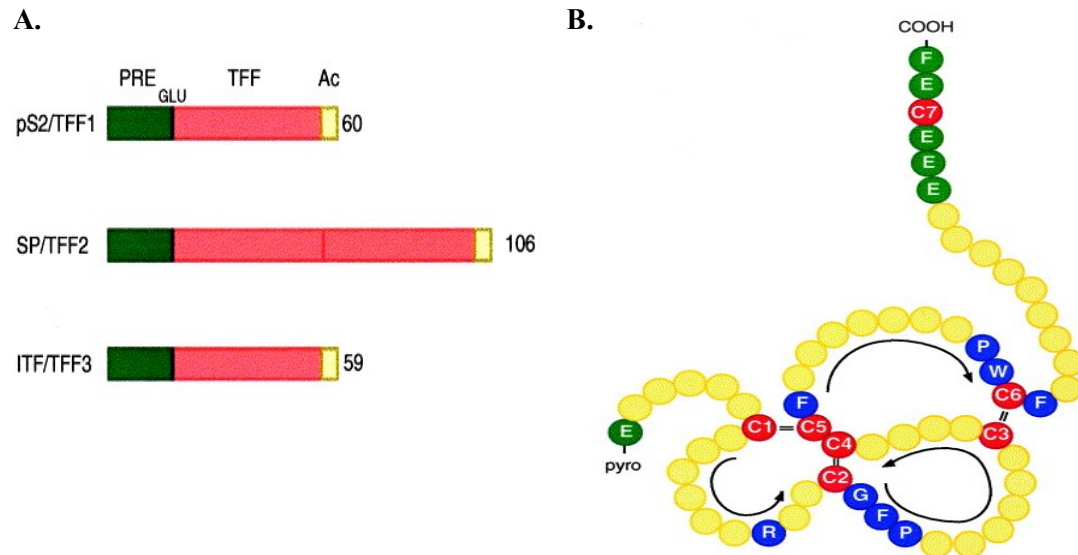 A.
PRE TFF Ac
GLU
pS2/TFF1 60
SP/TFF2 106
ITF/TFF3 59
B.
COOH
F
E
C7
E
E
E
P
W
C6
F
F
C1 = C5
C4
C3
E
pyro
C2
G
F
P
R